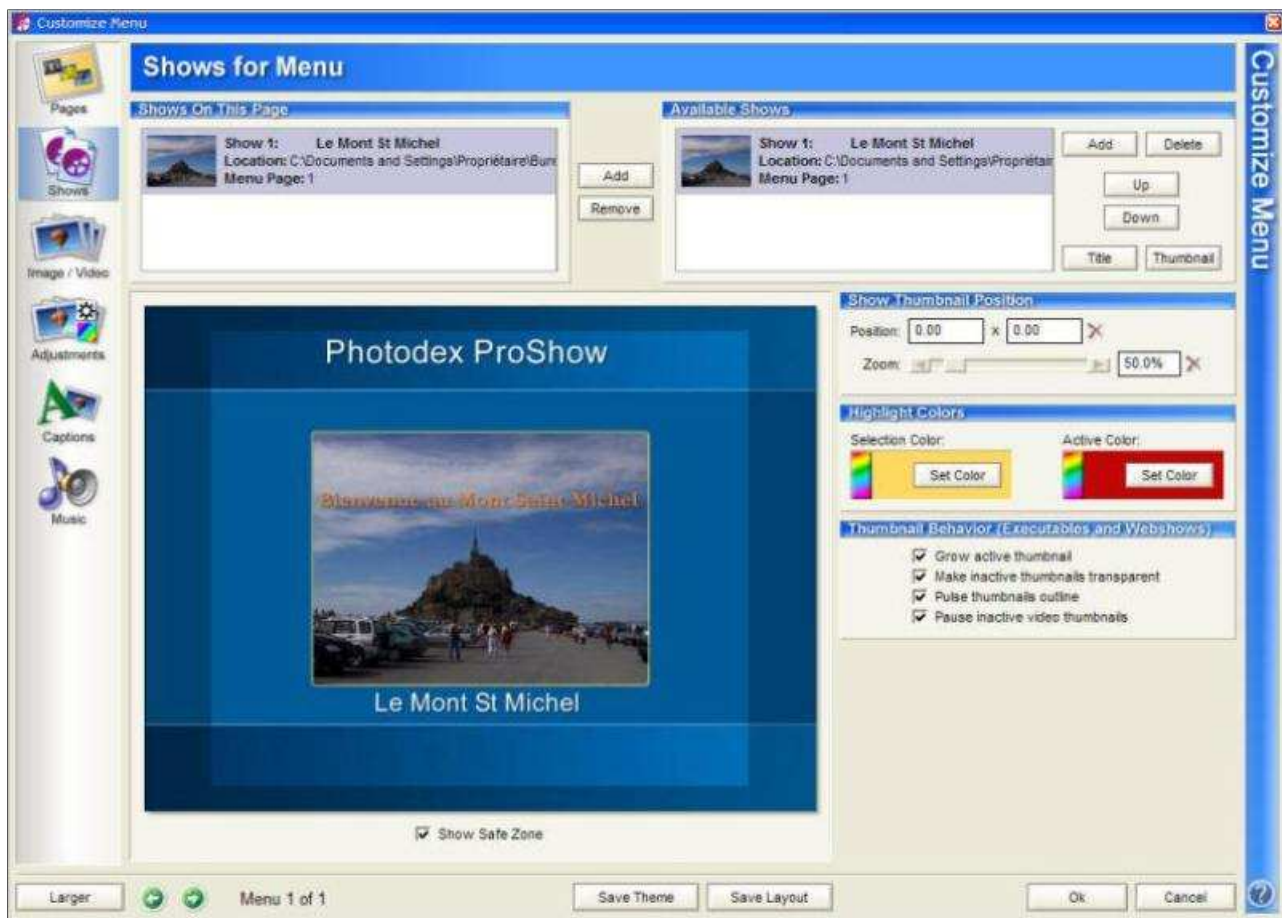 Customize Menu
Pages
Shows
Image / Video
Adjustments
Captions
Music
Shows for Menu
Shows On This Page
Show 1: Le Mont St Michel
Location: C:\Documents and Settings\Propriétaire\Bure
Menu Page: 1
Add
Remove
Available Shows
Show 1: Le Mont St Michel
Location: C:\Documents and Settings\Propriétair
Menu Page: 1
Add Delete
Up
Down
Title Thumbnail
Photodex ProShow
Bienvenue au Mont Saint Michel
Le Mont St Michel
Show Safe Zone
Show Thumbnail Position
Position: 0.00 x 0.00
Zoom: 50.0%
Highlight Colors
Selection Color: Active Color:
Set Color Set Color
Thumbnail Behavior (Executables and Webshows)
Grow active thumbnail
Make inactive thumbnails transparent
Pulse thumbnails outline
Pause inactive video thumbnails
Customize Menu
Larger Menu 1 of 1 Save Theme Save Layout Ok Cancel